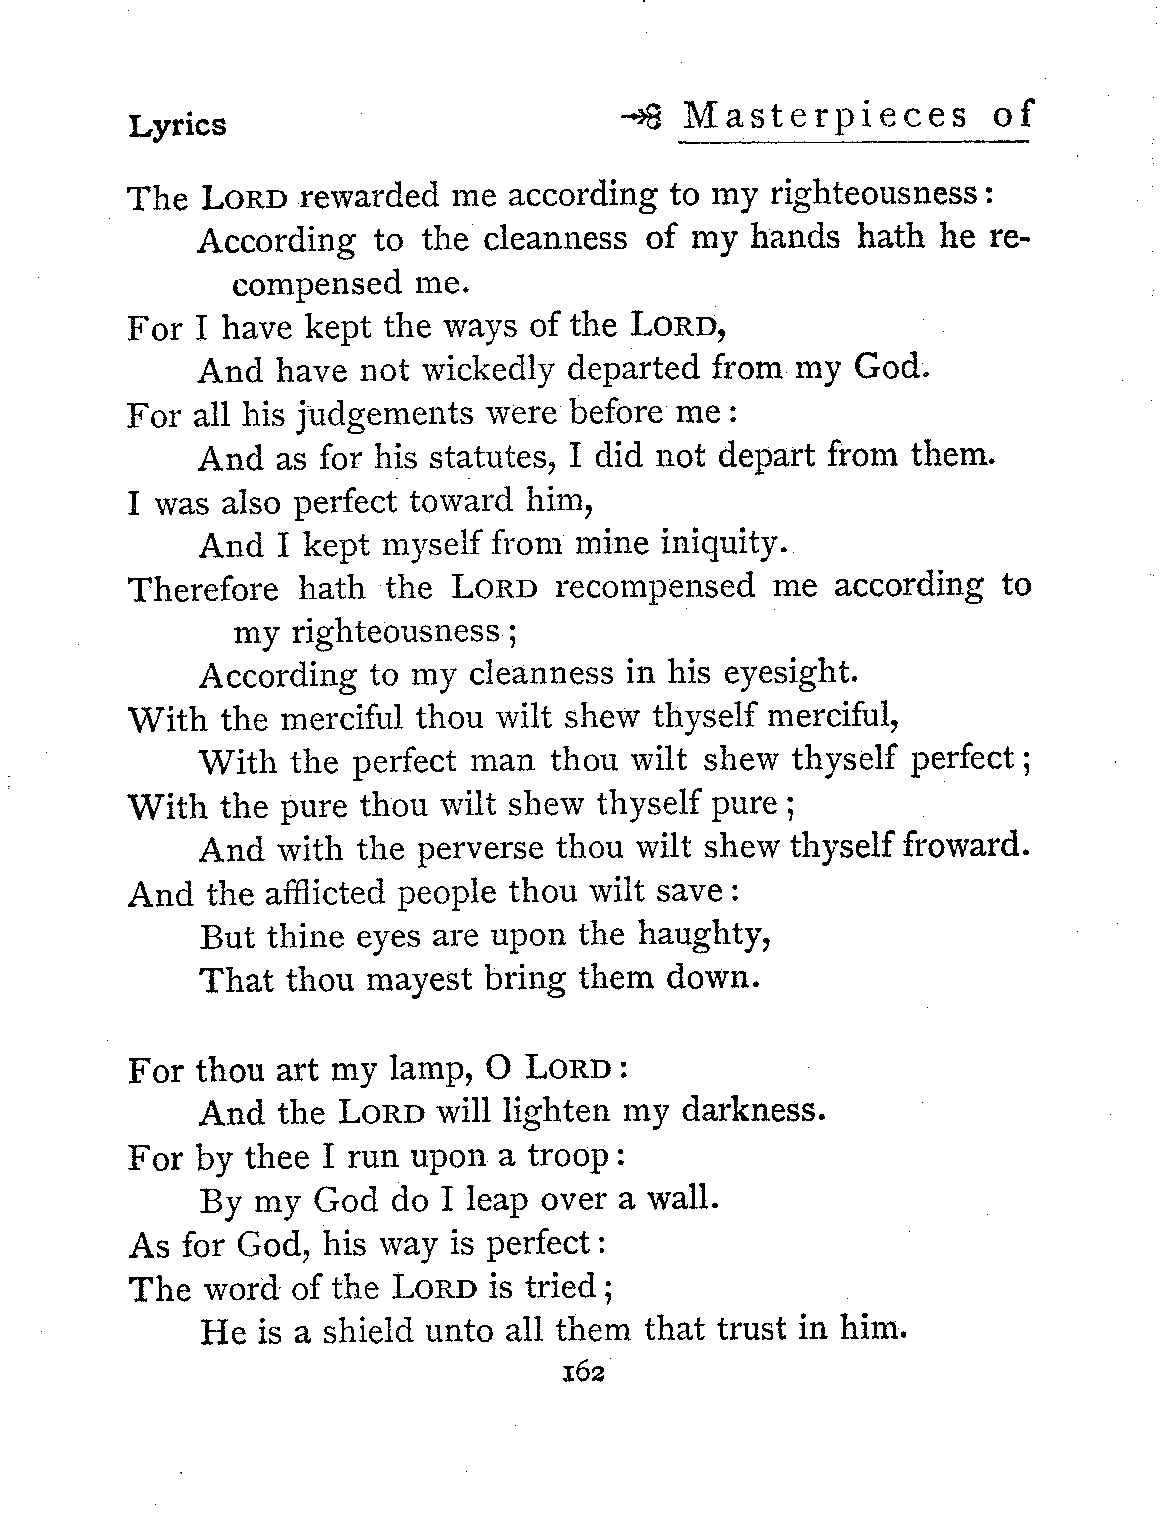 Lyrics Masterpieces of
The LORD rewarded me according to my righteousness:
According to the cleanness of my hands hath he re-
compensed me.
For I have kept the ways of the LORD,
And have not wickedly departed from my God.
For all his judgements were before me:
And as for his statutes, I did not depart from them.
I was also perfect toward him,
And I kept myself from mine iniquity.
Therefore hath the LORD recompensed me according to
my righteousness;
According to my cleanness in his eyesight.
With the merciful thou wilt shew thyself merciful,
With the perfect man thou wilt shew thyself perfect;
With the pure thou wilt shew thyself pure;
And with the perverse thou wilt shew thyself froward.
And the afflicted people thou wilt save:
But thine eyes are upon the haughty,
That thou mayest bring them down.
For thou art my lamp, O LORD:
And the LORD will lighten my darkness.
For by thee I run upon a troop:
By my God do I leap over a wall.
As for God, his way is perfect:
The word of the LORD is tried;
He is a shield unto all them that trust in him.
162